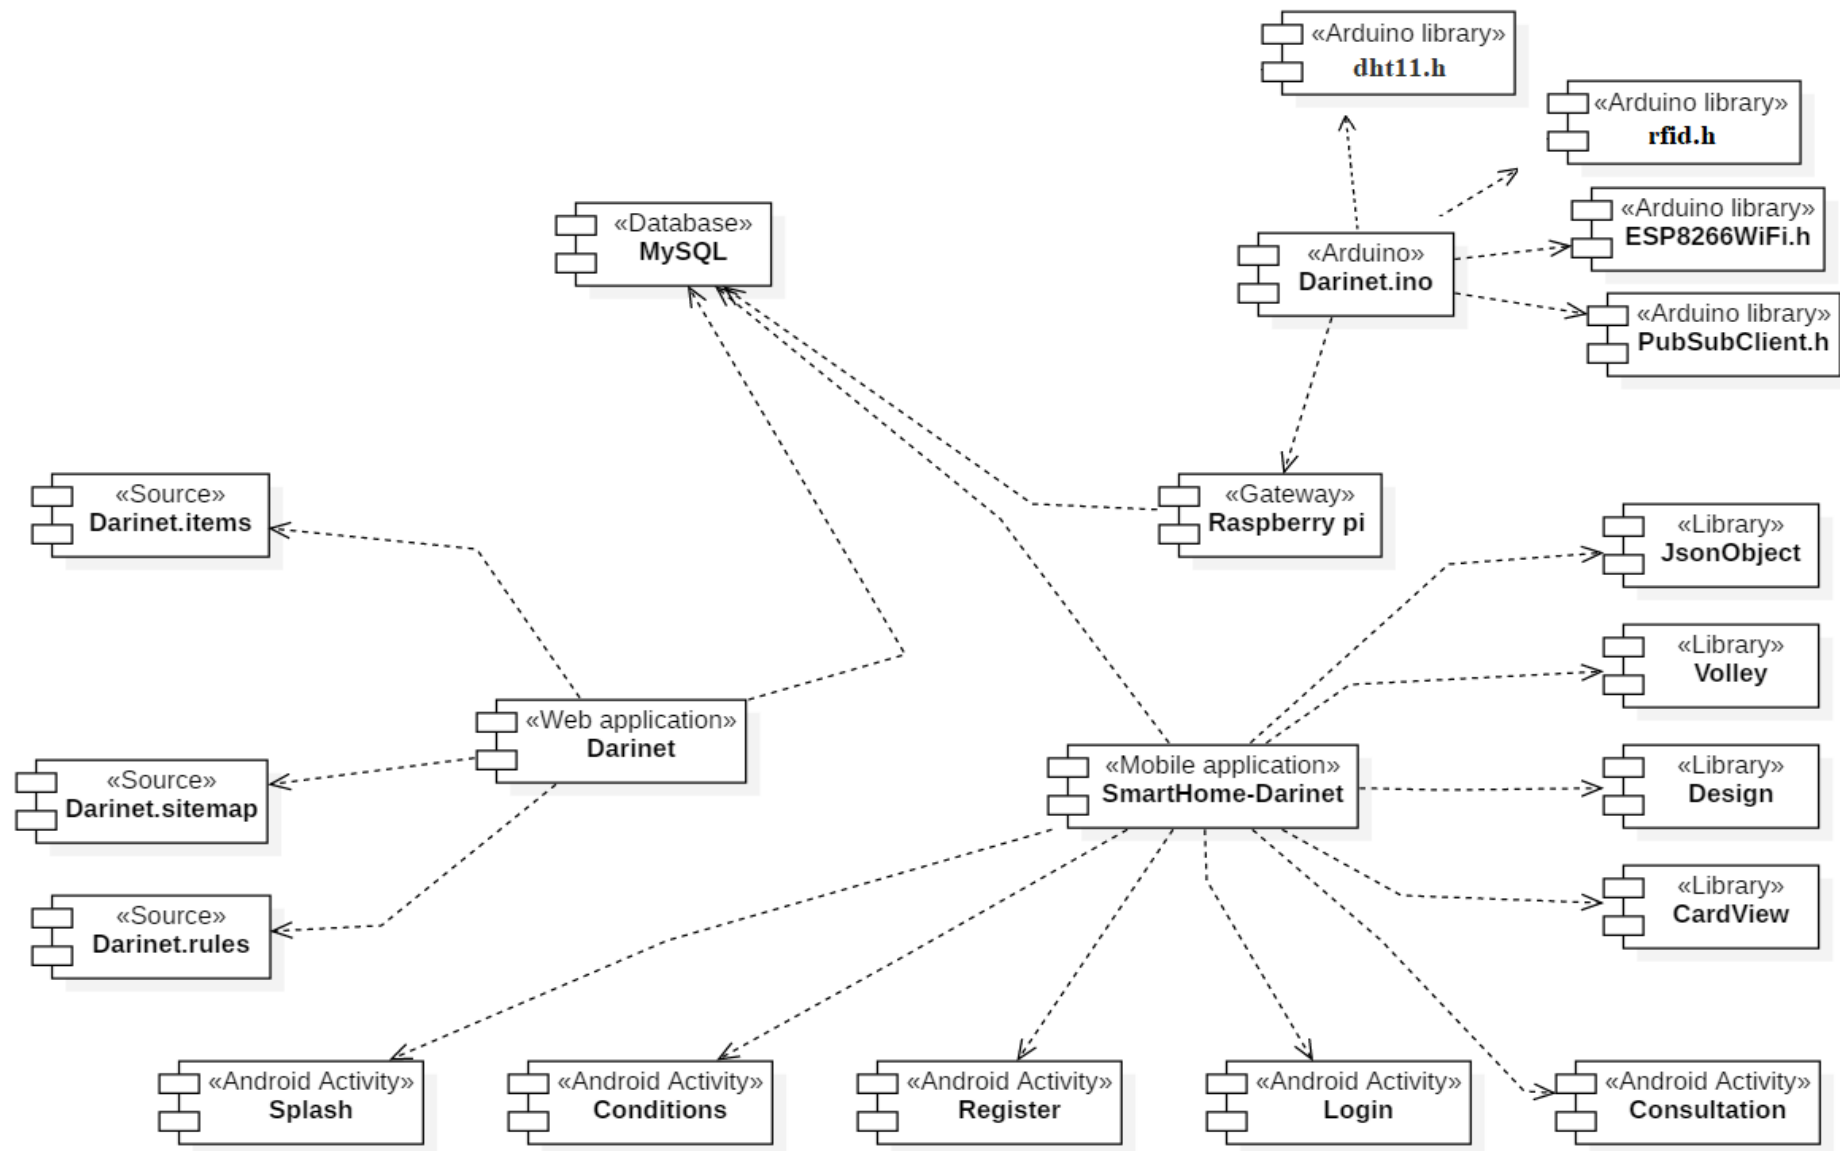 «Arduino library»
dht11.h
«Arduino library»
rfid.h
«Arduino library»
ESP8266WiFi.h
«Database»
MySQL
«Arduino»
Darinet.ino
«Arduino library»
PubSubClient.h
«Source»
Darinet.items
«Gateway»
Raspberry pi
«Library»
JsonObject
«Library»
Volley
«Web application»
Darinet
«Mobile application»
SmartHome-Darinet
«Library»
Design
«Source»
Darinet.sitemap
«Library»
CardView
«Source»
Darinet.rules
«Android Activity»
Splash
«Android Activity»
Conditions
«Android Activity»
Register
«Android Activity»
Login
«Android Activity»
Consultation